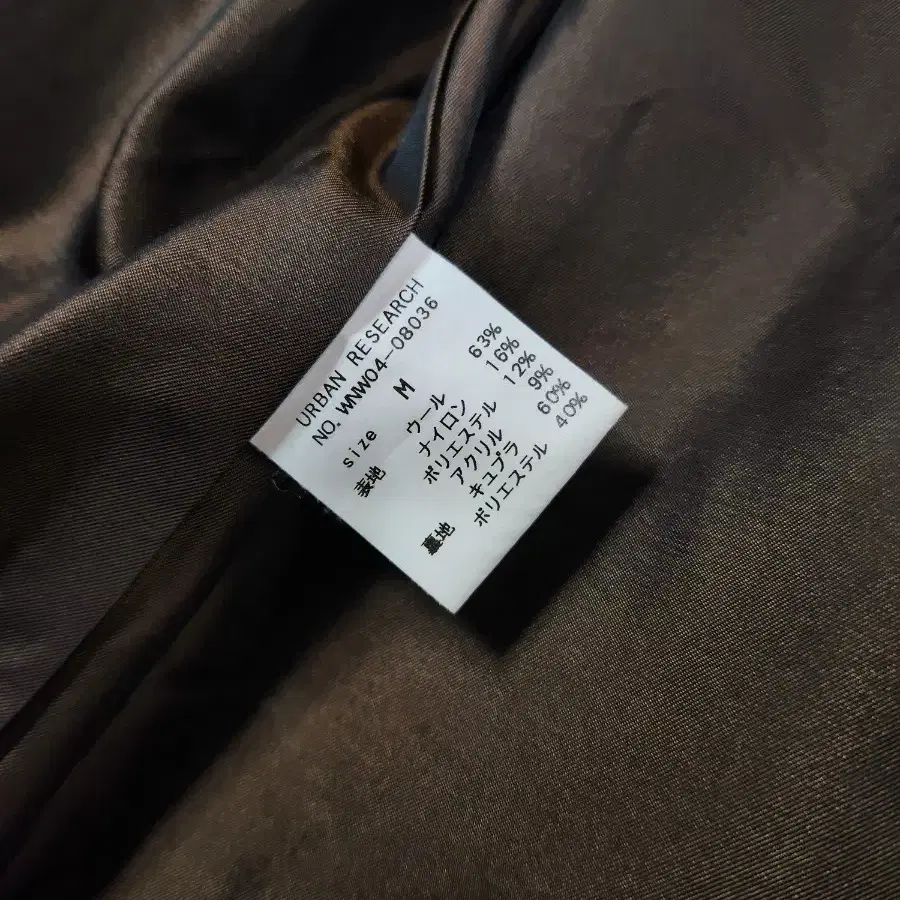 URBAN RESEARCH
NO. WNW04-08036
size M
表地 ウール 63%
ナイロン 16%
ポリエステル 12%
アクリル 9%
裏地 キュプラ 60%
ポリエステル 40%